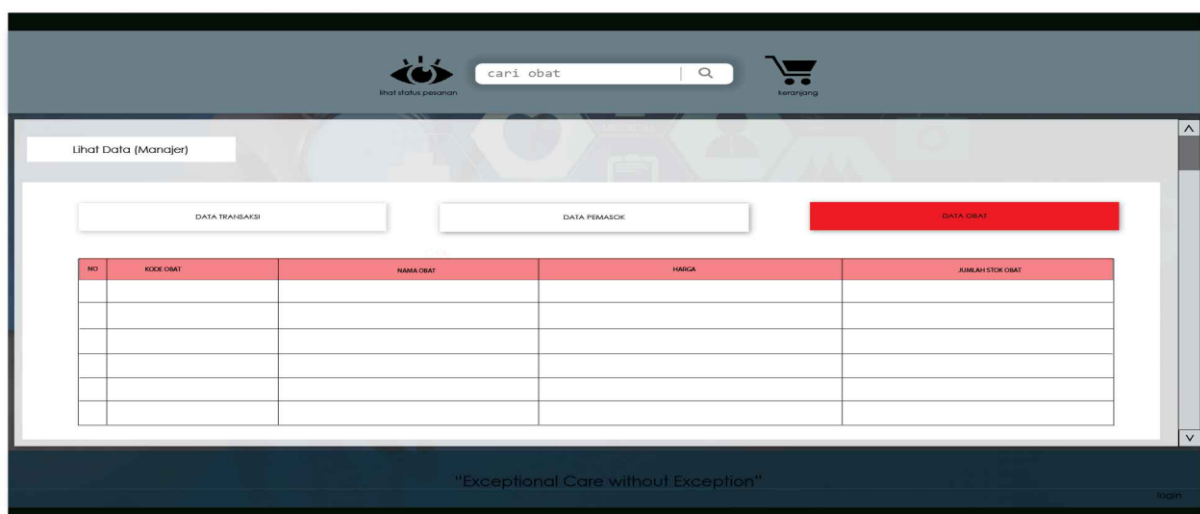 cari obat
lihat status pesanan
keranjang
Lihat Data (Manajer)
DATA TRANSAKSI
DATA PEMASOK
DATA OBAT
NO KODE OBAT NAMA OBAT HARGA JUMLAH STOK OBAT
"Exceptional Care without Exception"
login